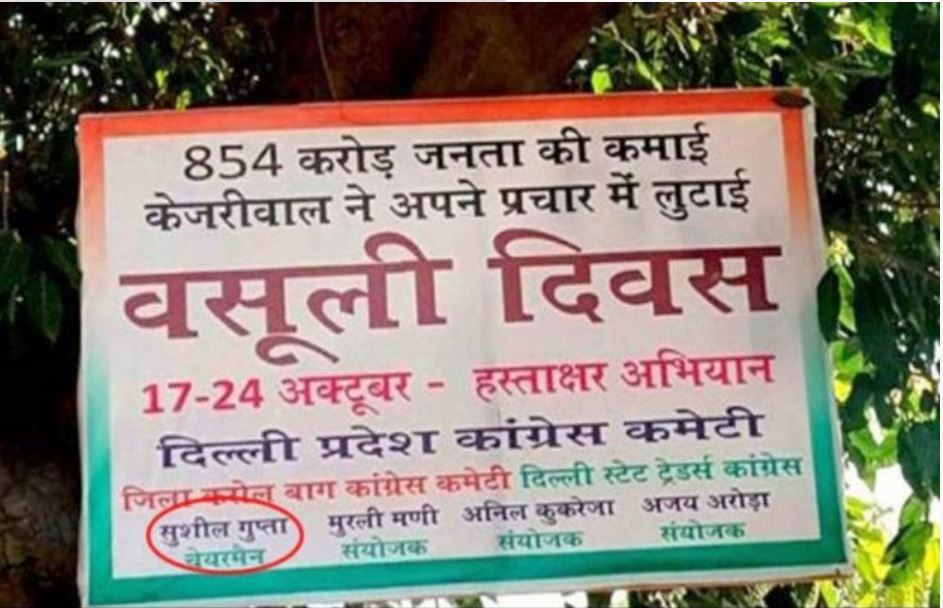 854 करोड़ जनता की कमाई
केजरीवाल ने अपने प्रचार में लुटाई
वसूली दिवस
17-24 अक्टूबर - हस्ताक्षर अभियान
दिल्ली प्रदेश कांग्रेस कमेटी
जिला करोल बाग कांग्रेस कमेटी दिल्ली स्टेट ट्रेडर्स कांग्रेस
सुशील गुप्ता मुरली मणी अनिल कुकरेजा अजय अरोड़ा
चेयरमैन संयोजक संयोजक संयोजक